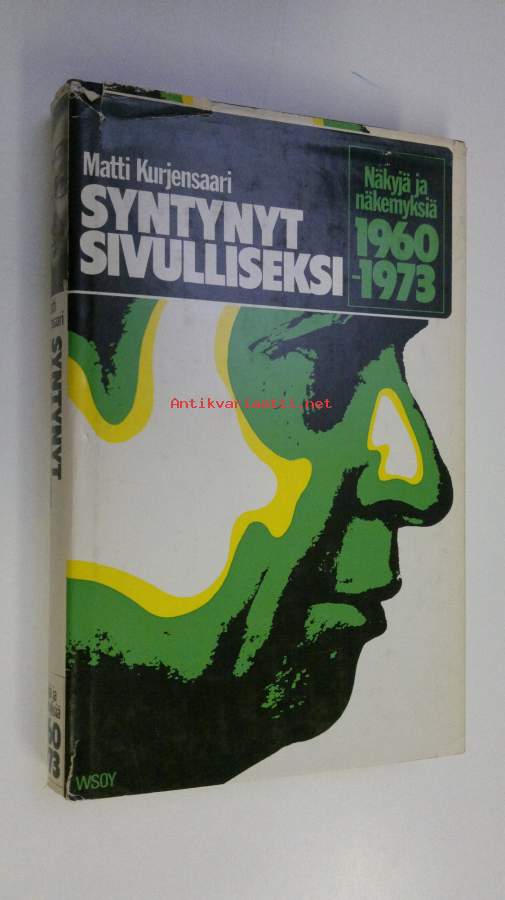 Matti Kurjensaari
SYNTYNYT
SIVULLISEKSI
Näkyjä ja
näkemyksiä
1960
-1973
Antikvariaatti.net
SYNTYNYT
WSOY